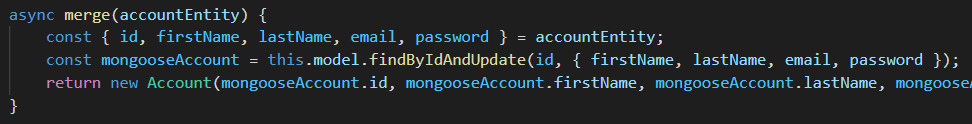 async merge(accountEntity) {
const { id, firstName, lastName, email, password } = accountEntity;
const mongooseAccount = this.model.findByIdAndUpdate(id, { firstName, lastName, email, password });
return new Account(mongooseAccount.id, mongooseAccount.firstName, mongooseAccount.lastName, mongoose
}